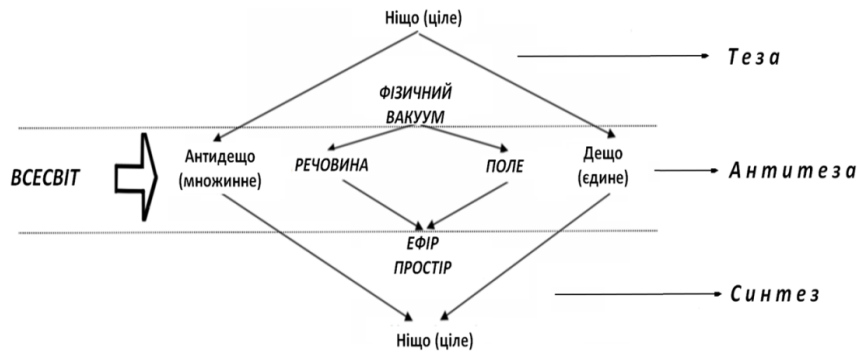 Ніщо (ціле)
Теза
ФІЗИЧНИЙ
ВАКУУМ
ВСЕСВІТ
Антидещо
(множинне)
РЕЧОВИНА
ПОЛЕ
Дещо
(єдине)
Антитеза
ЕФІР
ПРОСТІР
Синтез
Ніщо (ціле)